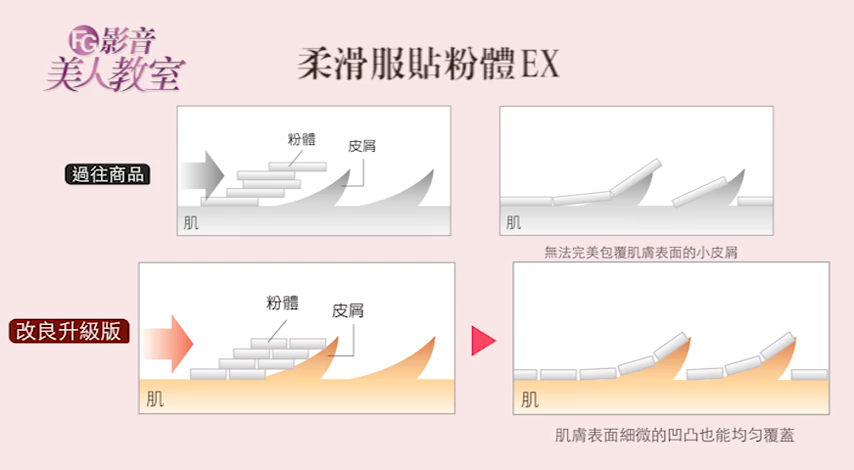 FG影音
美人教室
柔滑服貼粉體EX
過往商品
粉體
皮屑
肌
肌
無法完美包覆肌膚表面的小皮屑
改良升級版
粉體
皮屑
肌
肌
肌膚表面細微的凹凸也能均勻覆蓋